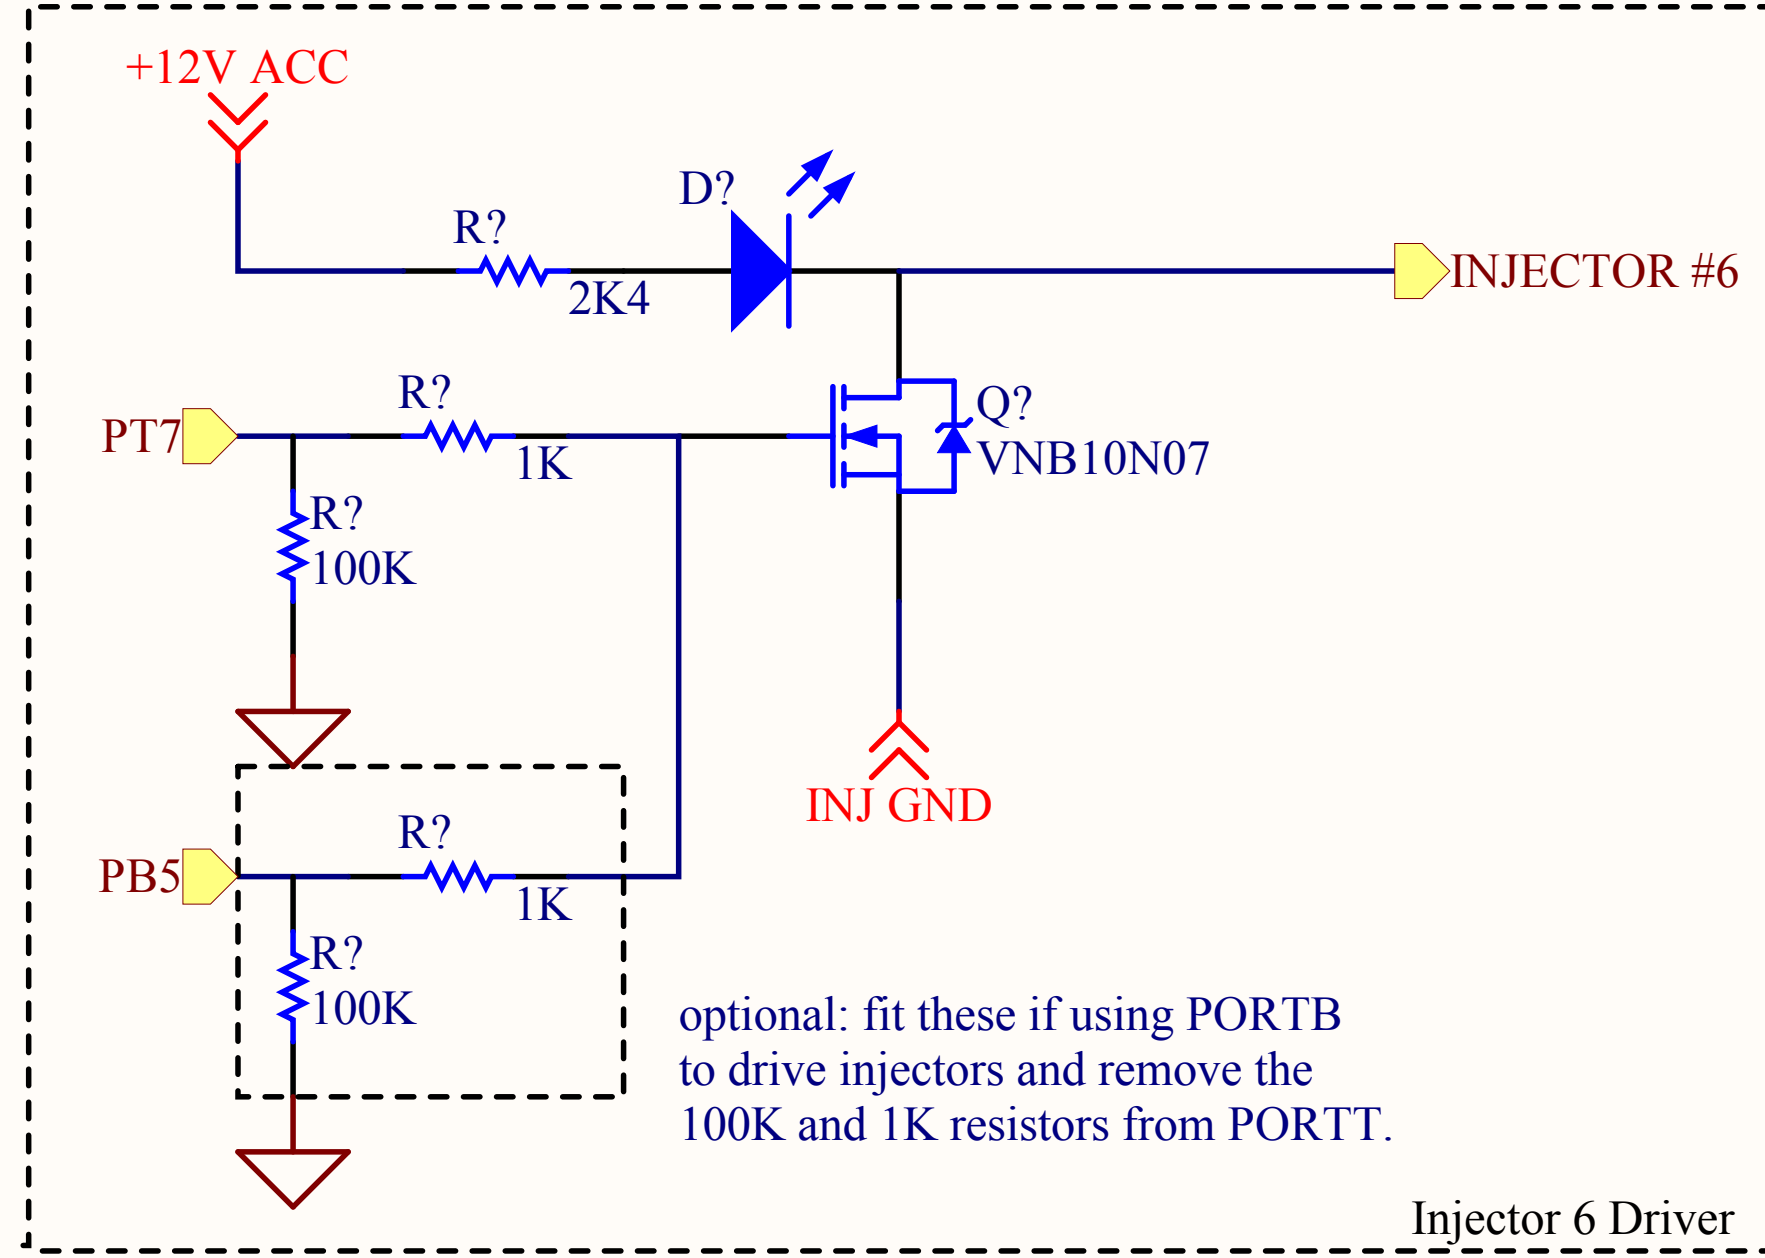 +12V ACC
D?
R?
2K4
INJECTOR #6
PT7
R?
1K
Q?
VNB10N07
R?
100K
INJ GND
PB5
R?
1K
R?
100K
optional: fit these if using PORTB
to drive injectors and remove the
100K and 1K resistors from PORTT.
Injector 6 Driver